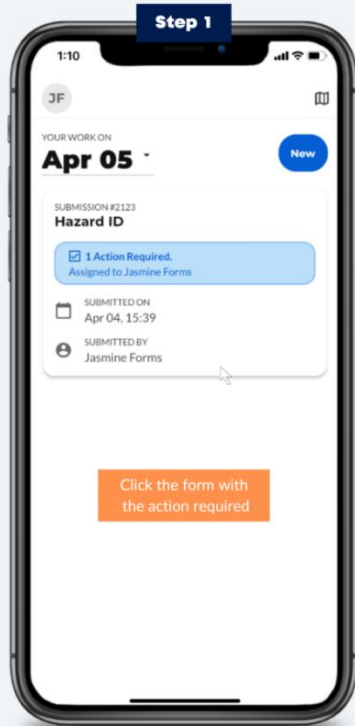 Step 1
1:10
JF
YOUR WORK ON
Apr 05
New
SUBMISSION #2123
Hazard ID
1 Action Required.
Assigned to Jasmine Forms
SUBMITTED ON
Apr 04, 15:39
SUBMITTED BY
Jasmine Forms
Click the form with
the action required